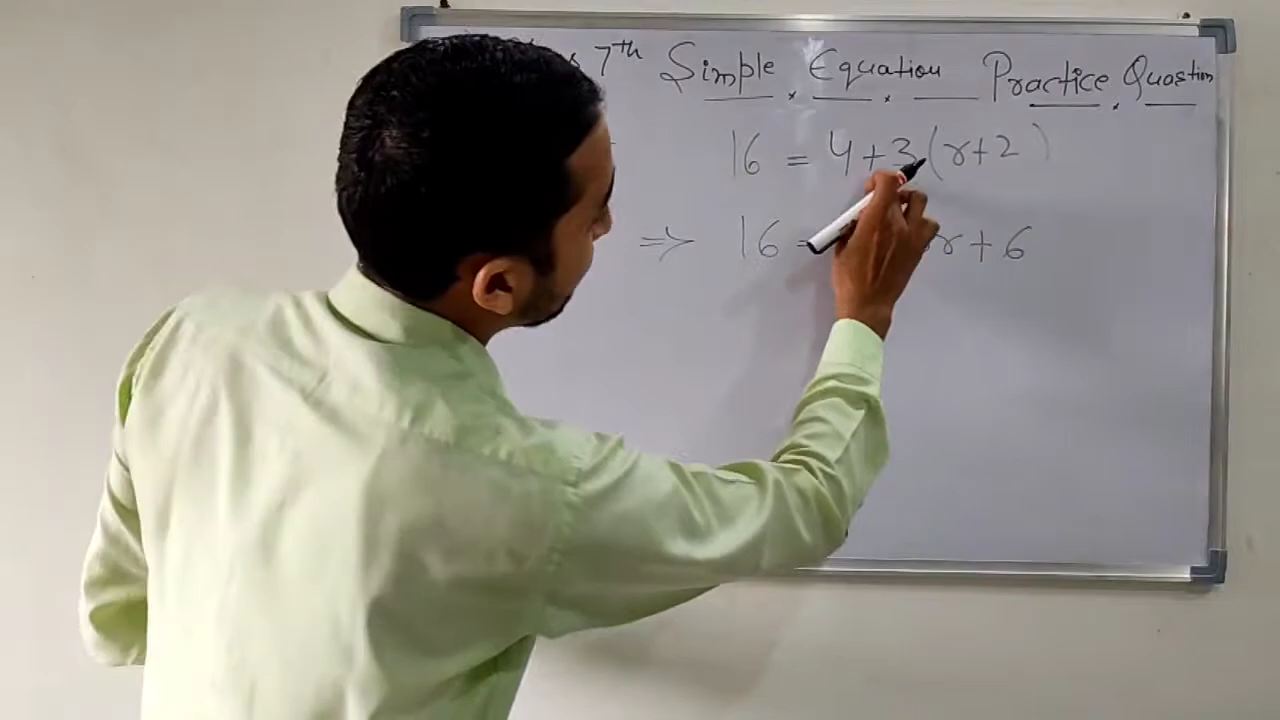 7th Simple Equation Practice Question
16 = 4+3(r+2)
⇒ 16 = r+6